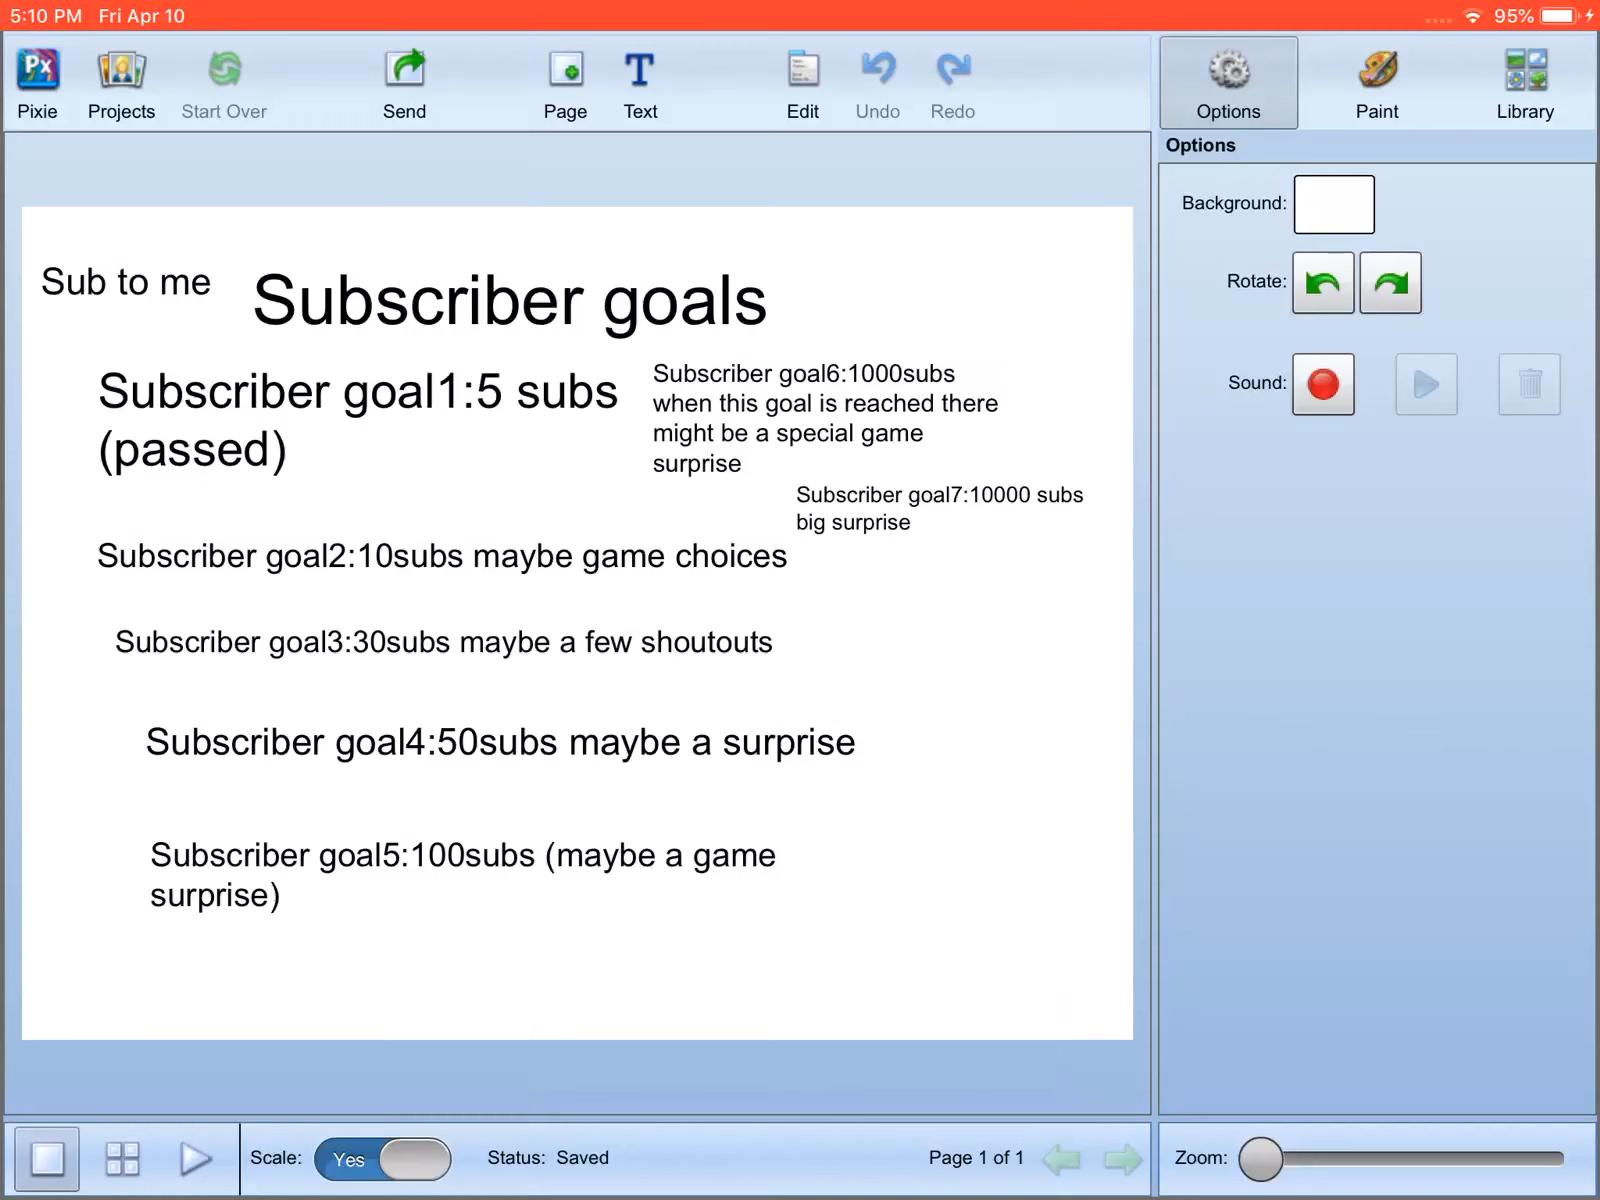 5:10 PM Fri Apr 10
95%
Px
Pixie
Projects
Start Over
Send
Page
Text
Edit
Undo
Redo
Options
Paint
Library
Options
Background:
Rotate:
Sound:
Sub to me
Subscriber goals
Subscriber goal1:5 subs
(passed)
Subscriber goal6:1000subs
when this goal is reached there
might be a special game
surprise
Subscriber goal7:10000 subs
big surprise
Subscriber goal2:10subs maybe game choices
Subscriber goal3:30subs maybe a few shoutouts
Subscriber goal4:50subs maybe a surprise
Subscriber goal5:100subs (maybe a game
surprise)
Scale:
Yes
Status: Saved
Page 1 of 1
Zoom: